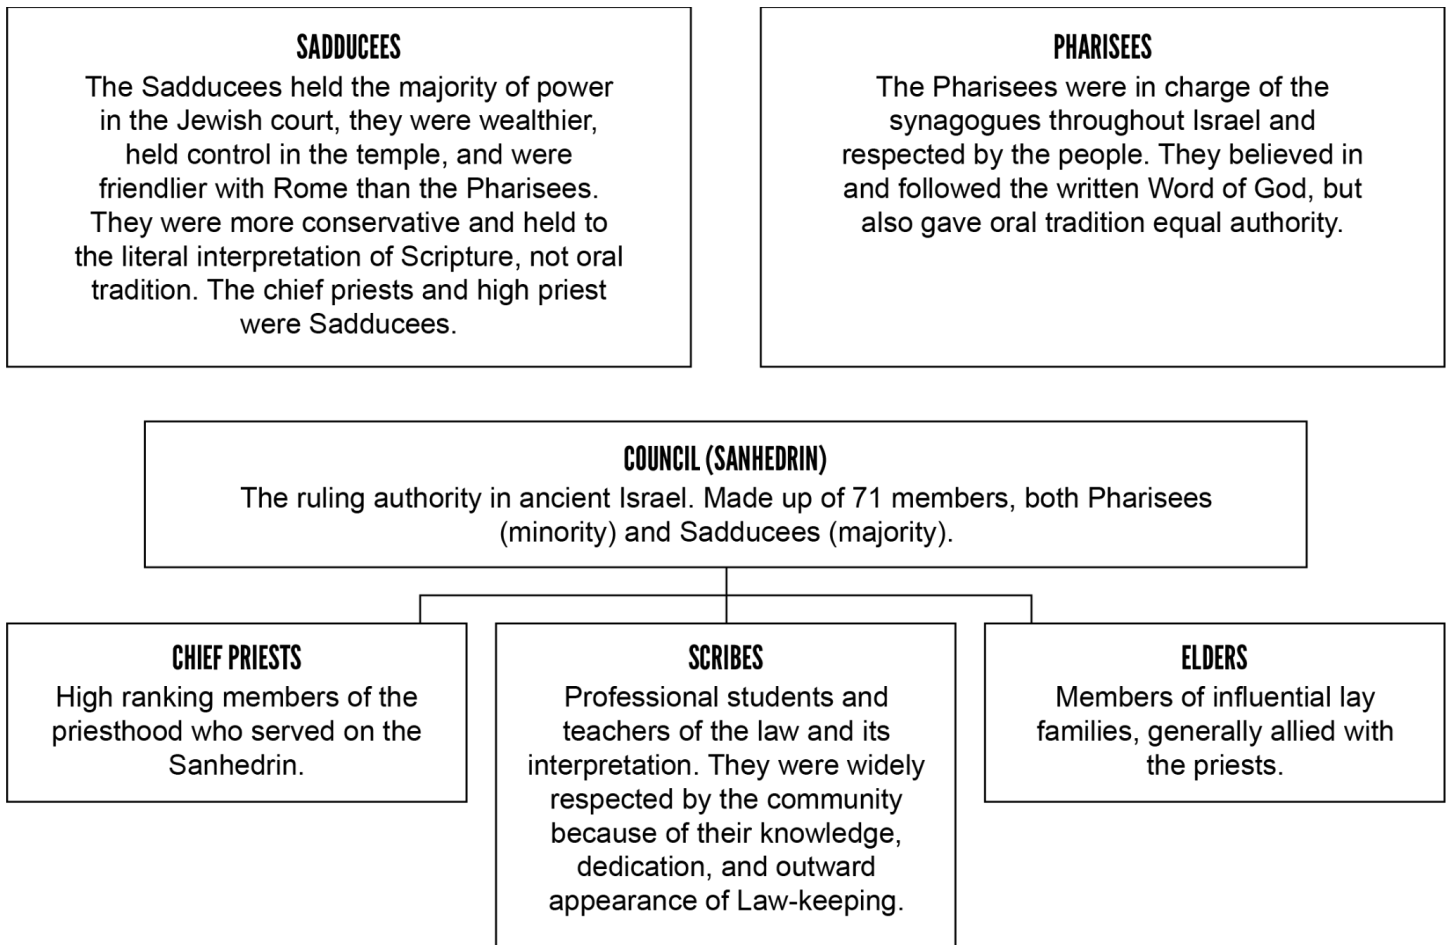 SADDUCEES
The Sadducees held the majority of power
in the Jewish court, they were wealthier,
held control in the temple, and were
friendlier with Rome than the Pharisees.
They were more conservative and held to
the literal interpretation of Scripture, not oral
tradition. The chief priests and high priest
were Sadducees.
PHARISEES
The Pharisees were in charge of the
synagogues throughout Israel and
respected by the people. They believed in
and followed the written Word of God, but
also gave oral tradition equal authority.
COUNCIL (SANHEDRIN)
The ruling authority in ancient Israel. Made up of 71 members, both Pharisees
(minority) and Sadducees (majority).
CHIEF PRIESTS
High ranking members of the
priesthood who served on the
Sanhedrin.
SCRIBES
Professional students and
teachers of the law and its
interpretation. They were widely
respected by the community
because of their knowledge,
dedication, and outward
appearance of Law-keeping.
ELDERS
Members of influential lay
families, generally allied with
the priests.